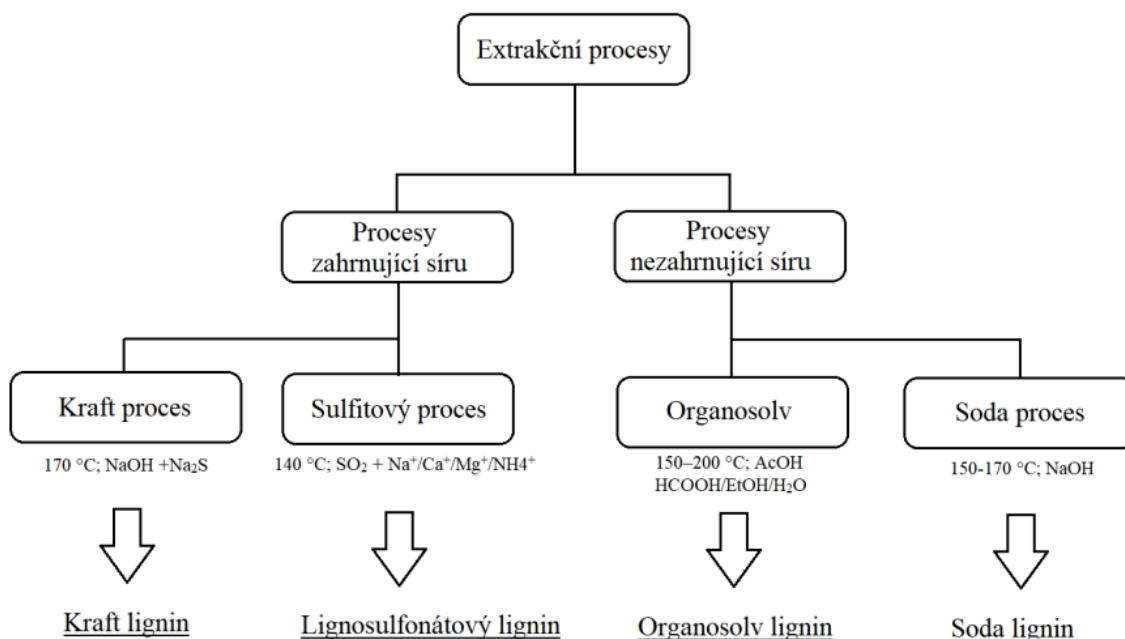 Extrakční procesy
Procesy
zahrnující síru
Procesy
nezahrnující síru
Kraft proces
Sulfitový proces
Organosolv
Soda proces
170 °C; NaOH +Na₂S
140 °C; SO₂ + Na⁺/Ca⁺/Mg⁺/NH4⁺
150–200 °C; AcOH
HCOOH/EtOH/H₂O
150-170 °C; NaOH
Kraft lignin
Lignosulfonátový lignin
Organosolv lignin
Soda lignin